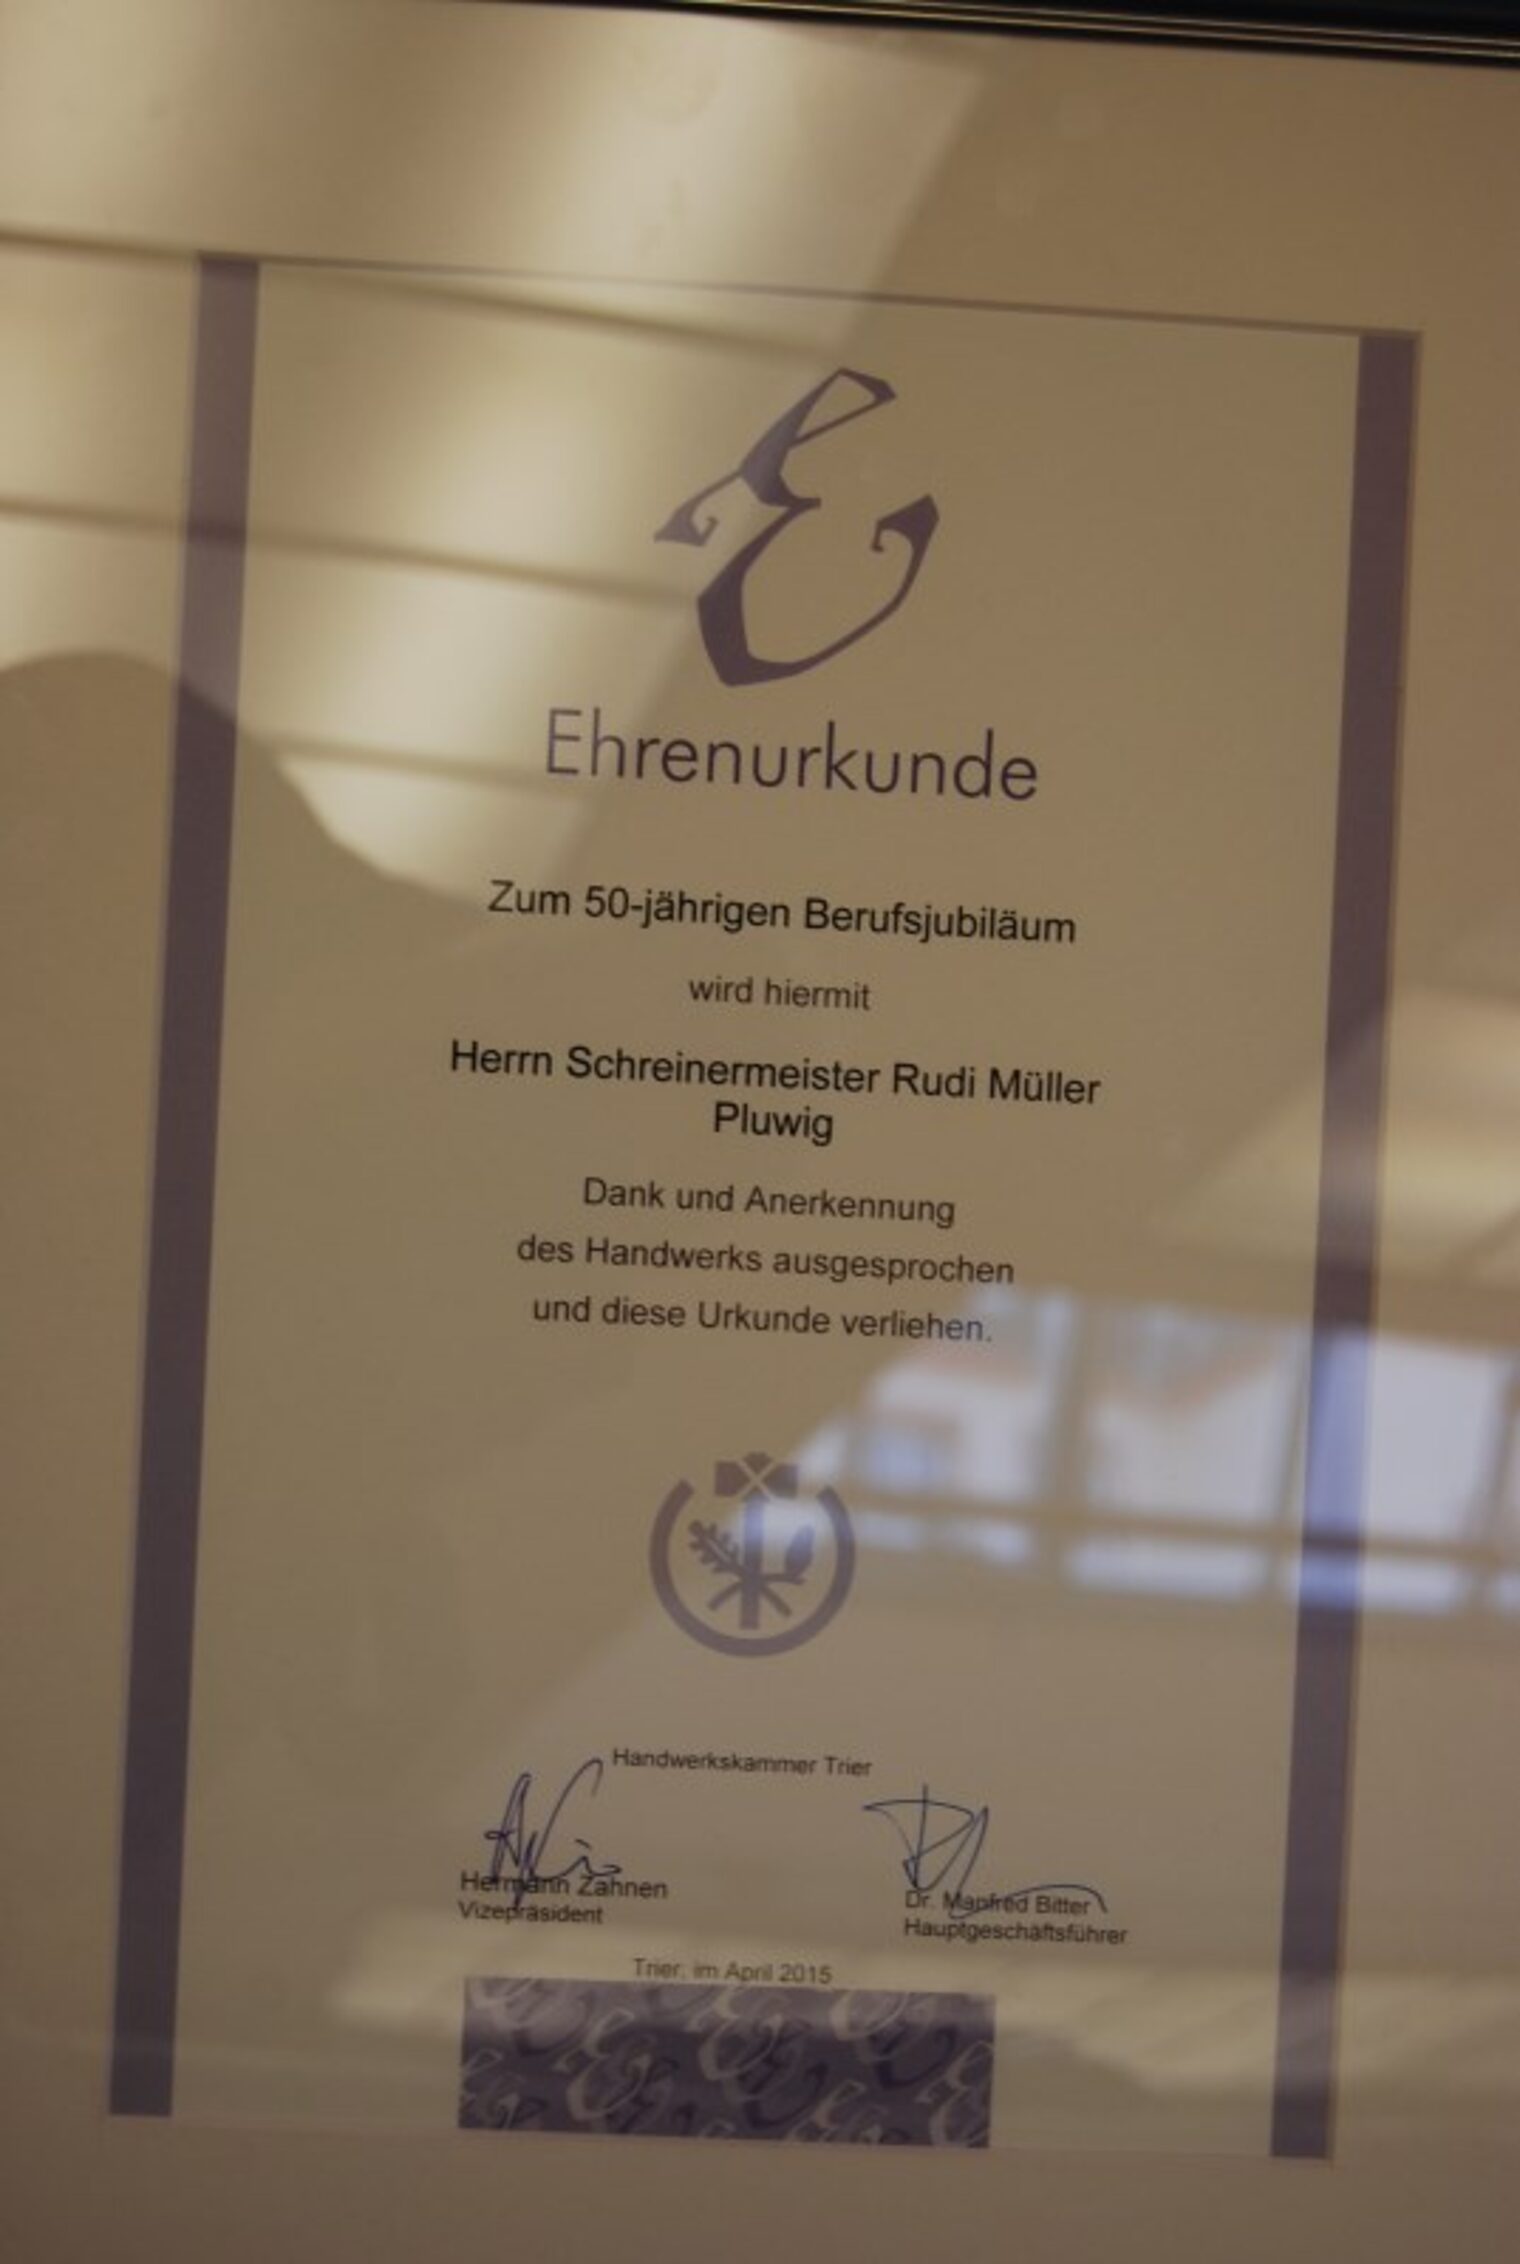 E
Ehrenurkunde
Zum 50-jährigen Berufsjubiläum
wird hiermit
Herrn Schreinermeister Rudi Müller
Pluwig
Dank und Anerkennung
des Handwerks ausgesprochen
und diese Urkunde verliehen.
Handwerkskammer Trier
Hermann Zahnen
Vizepräsident
Dr. Manfred Bitter
Hauptgeschäftsführer
Trier, im April 2015